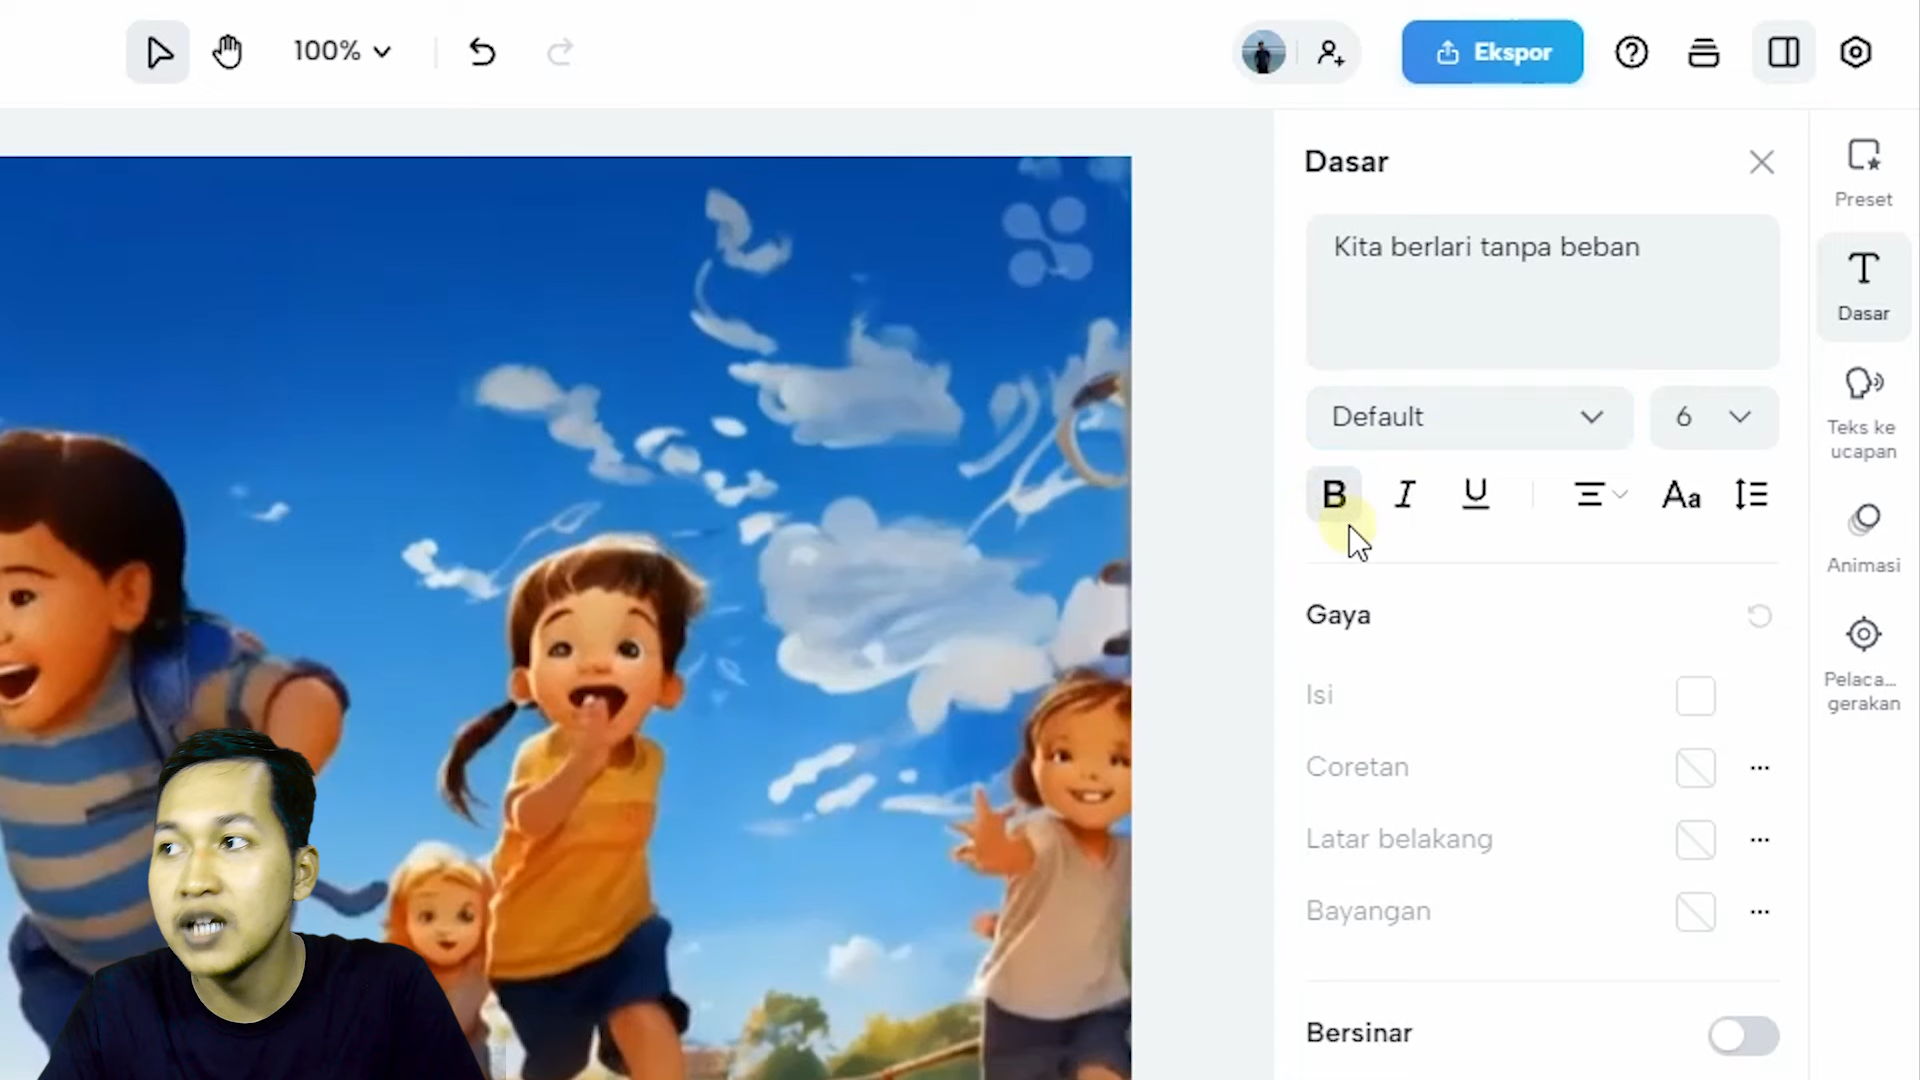 100%
Ekspor
Dasar
Kita berlari tanpa beban
Default
6
B
I
U
Aa
Gaya
Isi
Coretan
Latar belakang
Bayangan
Bersinar
Preset
T
Dasar
Teks ke
ucapan
Animasi
Pelaca...
gerakan